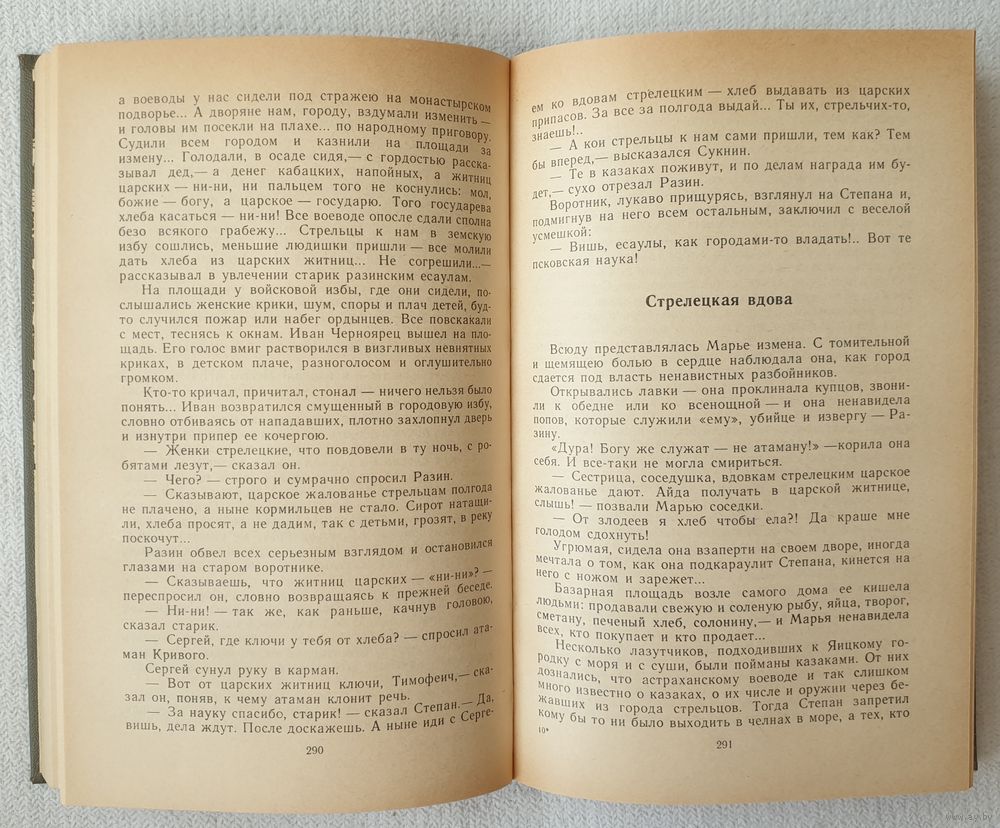 а воеводы у нас сидели под стражею на монастырском
подворье... А дворяне нам, городу, вздумали изменить —
и головы им посекли на плахе... по народному приговору.
Судили всем городом и казнили на площади за
измену... Голодали, в осаде сидя,— с гордостью расска-
зывал дед,— а денег кабацких, напойных, а житниц
царских — ни-ни, ни пальцем того не коснулись: мол,
божие — богу, а царское — государю. Того государева
хлеба касаться — ни-ни! Все воеводе опосле сдали сполна
безо всякого грабежу... Стрельцы к нам в земскую
избу сошлись, меньшие людишки пришли — все молили
дать хлеба из царских житниц... Не согрешили...—
рассказывал в увлечении старик разинским есаулам.
На площади у войсковой избы, где они сидели, по-
слышались женские крики, шум, споры и плач детей, буд-
то случился пожар или набег ордынцев. Все повскакали
с мест, теснясь к окнам. Иван Черноярец вышел на пло-
щадь. Его голос вмиг растворился в визгливых невнятных
криках, в детском плаче, разноголосом и оглушительно
громком.
Кто-то кричал, причитал, стонал — ничего нельзя было
понять... Иван возвратился смущенный в городовую избу,
словно отбиваясь от нападавших, плотно захлопнул дверь
и изнутри припер ее кочергою.
— Женки стрелецкие, что повдовели в ту ночь, с ро-
бятами лезут,— сказал он.
— Чего? — строго и сумрачно спросил Разин.
— Сказывают, царское жалованье стрельцам полгода
не плачено, а ныне кормильцев не стало. Сирот натащи-
ли, хлеба просят, а не дадим, так с детьми, грозят, в реку
поскочут...
Разин обвел всех серьезным взглядом и остановился
глазами на старом воротнике.
— Сказываешь, что житниц царских — «ни-ни»? —
переспросил он, словно возвращаясь к прежней беседе.
— Ни-ни! — так же, как раньше, качнув головою,
сказал старик.
— Сергей, где ключи у тебя от хлеба? — спросил ата-
ман Кривого.
Сергей сунул руку в карман.
— Вот от царских житниц ключи, Тимофеич,— ска-
зал он, поняв, к чему атаман клонит речь.
— За науку спасибо, старик! — сказал Степан.— Да,
вишь, дела ждут. После доскажешь. А ныне иди с Серге-
290
ем ко вдовам стрелецким — хлеб выдавать из царских
припасов. За все за полгода выдай... Ты их, стрельчих-то,
знаешь!..
— А кои стрельцы к нам сами пришли, тем как? Тем
бы вперед,— высказался Сукнин.
— Те в казаках поживут, и по делам награда им бу-
дет,— сухо отрезал Разин.
Воротник, лукаво прищурясь, взглянул на Степана и,
подмигнув на него всем остальным, заключил с веселой
усмешкой:
— Вишь, есаулы, как городами-то владать!.. Вот те
псковская наука!
Стрелецкая вдова
Всюду представлялась Марье измена. С томительной
и щемящею болью в сердце наблюдала она, как город
сдается под власть ненавистных разбойников.
Открывались лавки — она проклинала купцов, звони-
ли к обедне или ко всенощной — и она ненавидела
попов, которые служили «ему», убийце и извергу — Ра-
зину.
«Дура! Богу же служат — не атаману!» —корила она
себя. И все-таки не могла смириться.
— Сестрица, соседушка, вдовкам стрелецким царское
жалованье дают. Айда получать в царской житнице,
слышь! — позвали Марью соседки.
— От злодеев я хлеб чтобы ела?! Да краше мне
голодом сдохнуть!
Угрюмая, сидела она взаперти на своем дворе, иногда
мечтала о том, как она подкараулит Степана, кинется на
него с ножом и зарежет...
Базарная площадь возле самого дома ее кишела
людьми: продавали свежую и соленую рыбу, яйца, творог,
сметану, печеный хлеб, солонину,— и Марья ненавидела
всех, кто покупает и кто продает...
Несколько лазутчиков, подходивших к Яицкому го-
родку с моря и с суши, были пойманы казаками. От них
дознались, что астраханскому воеводе и так слишком
много известно о казаках, о их числе и оружии через бе-
жавших из города стрельцов. Тогда Степан запретил
кому бы то ни было выходить в челнах в море, а тех, кто
10*
291
www.ay.by